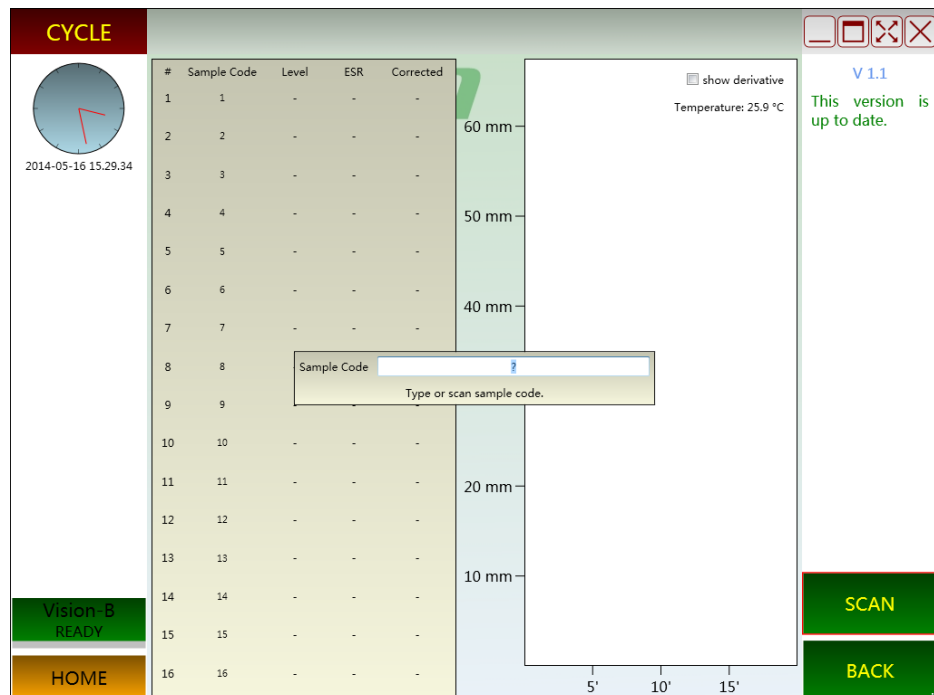 CYCLE
2014-05-16 15.29.34
# Sample Code Level ESR Corrected
1 1 - - -
2 2 - - -
3 3 - - -
4 4 - - -
5 5 - - -
6 6 - - -
7 7 - - -
8 8 - -
9 9 - - -
10 10 - - -
11 11 - - -
12 12 - - -
13 13 - - -
14 14 - - -
15 15 - - -
16 16 - - -
Sample Code ?
Type or scan sample code.
show derivative
Temperature: 25.9 °C
60 mm
50 mm
40 mm
20 mm
10 mm
5' 10' 15'
V 1.1
This version is
up to date.
Vision-B
READY
HOME
SCAN
BACK